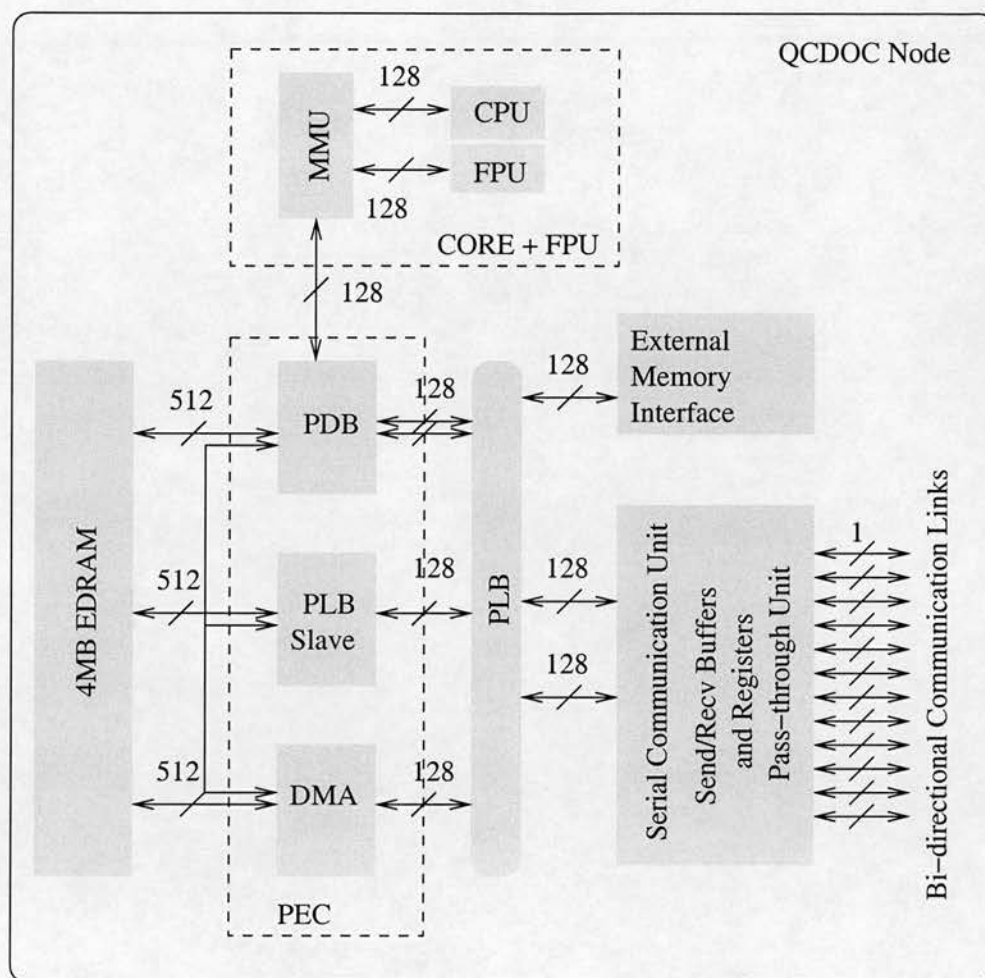 QCDOC Node
128
MMU
CPU
FPU
128
CORE + FPU
128
External
Memory
Interface
128
512
PDB
128
4MB EDRAM
512
PLB
Slave
128
PLB
128
128
Serial Communication Unit
Send/Recv Buffers
and Registers
Pass−through Unit
1
Bi−directional Communication Links
512
DMA
128
PEC